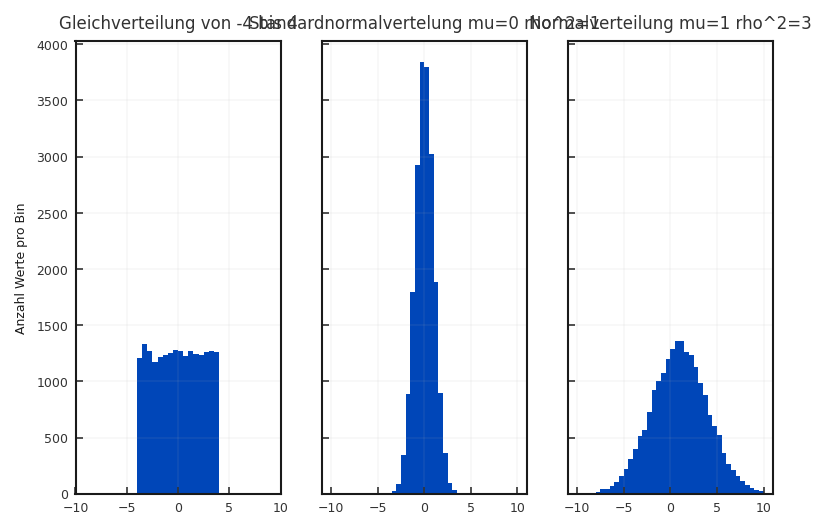 Gleichverteilung von -4 bis 4
Standardnormalvertelung mu=0 rho^2=1
Normalverteilung mu=1 rho^2=3
Anzahl Werte pro Bin
4000
3500
3000
2500
2000
1500
1000
500
0
−10 −5 0 5 10
−10 −5 0 5 10
−10 −5 0 5 10